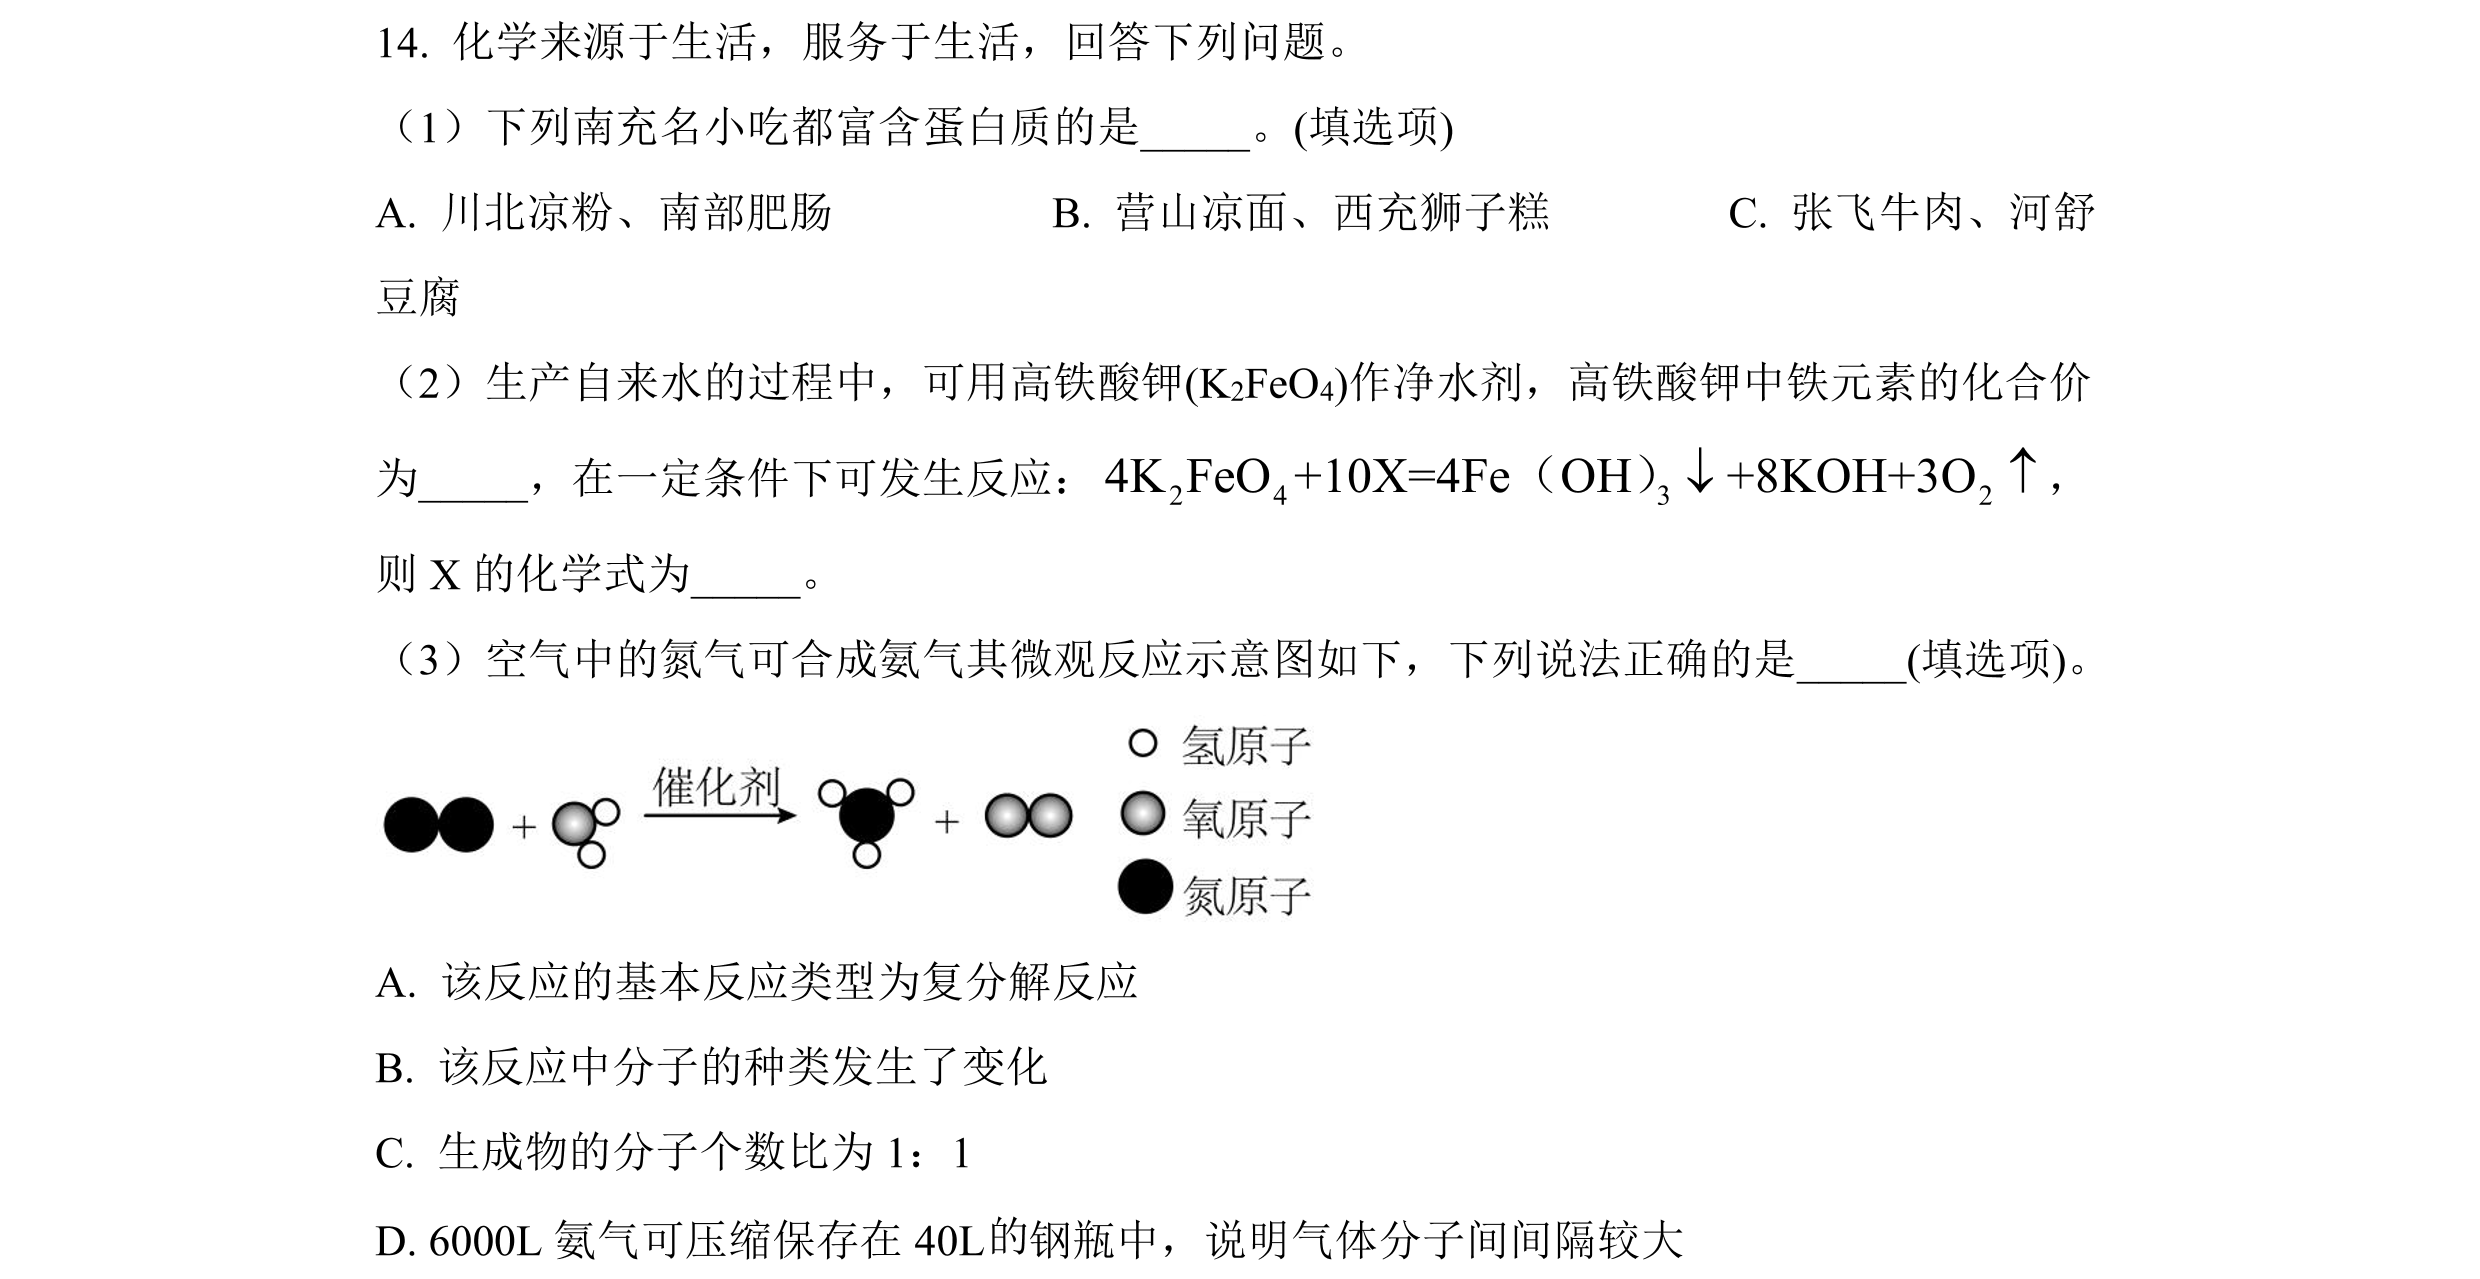 14. 化学来源于生活，服务于生活，回答下列问题。
（1）下列南充名小吃都富含蛋白质的是_____。(填选项)
A. 川北凉粉、南部肥肠 B. 营山凉面、西充狮子糕 C. 张飞牛肉、河舒
豆腐
（2）生产自来水的过程中，可用高铁酸钾(K₂FeO₄)作净水剂，高铁酸钾中铁元素的化合价
为_____，在一定条件下可发生反应：4K₂FeO₄+10X=4Fe（OH）₃↓+8KOH+3O₂↑，
则 X 的化学式为_____。
（3）空气中的氮气可合成氨气其微观反应示意图如下，下列说法正确的是_____(填选项)。
氢原子
+ 催化剂 + 氧原子
氮原子
A. 该反应的基本反应类型为复分解反应
B. 该反应中分子的种类发生了变化
C. 生成物的分子个数比为 1：1
D. 6000L 氨气可压缩保存在 40L的钢瓶中，说明气体分子间间隔较大